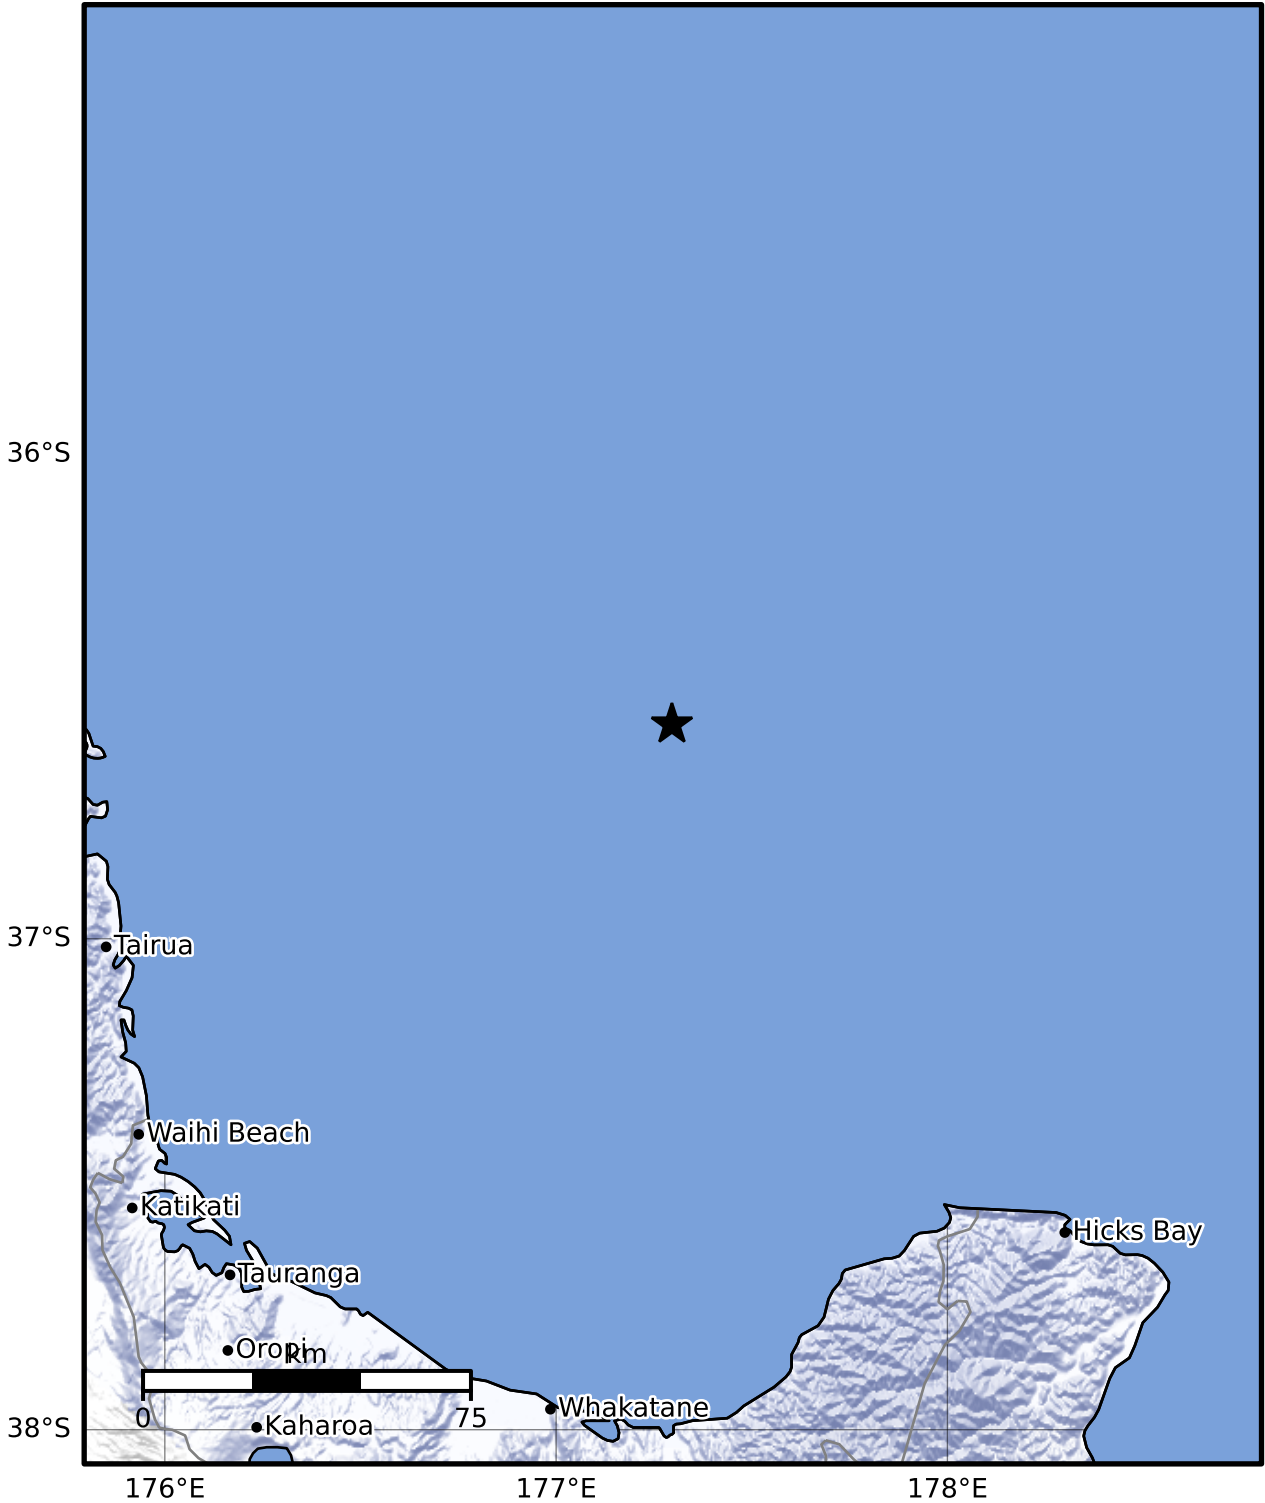 36°S
37°S
Tairua
Waihi Beach
Katikati
Hicks Bay
Tauranga
Oropi
km
Whakatane
0
75
Kaharoa
38°S
176°E
177°E
178°E